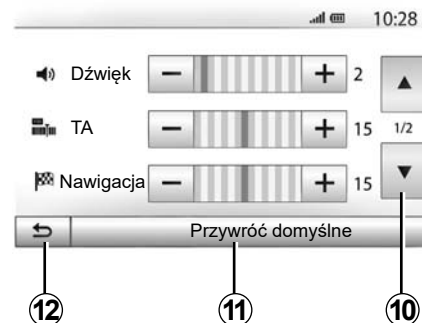 10:28
Dźwięk − + 2
TA − + 15 1/2
Nawigacja − + 15
Przywróć domyślne
12 11 10